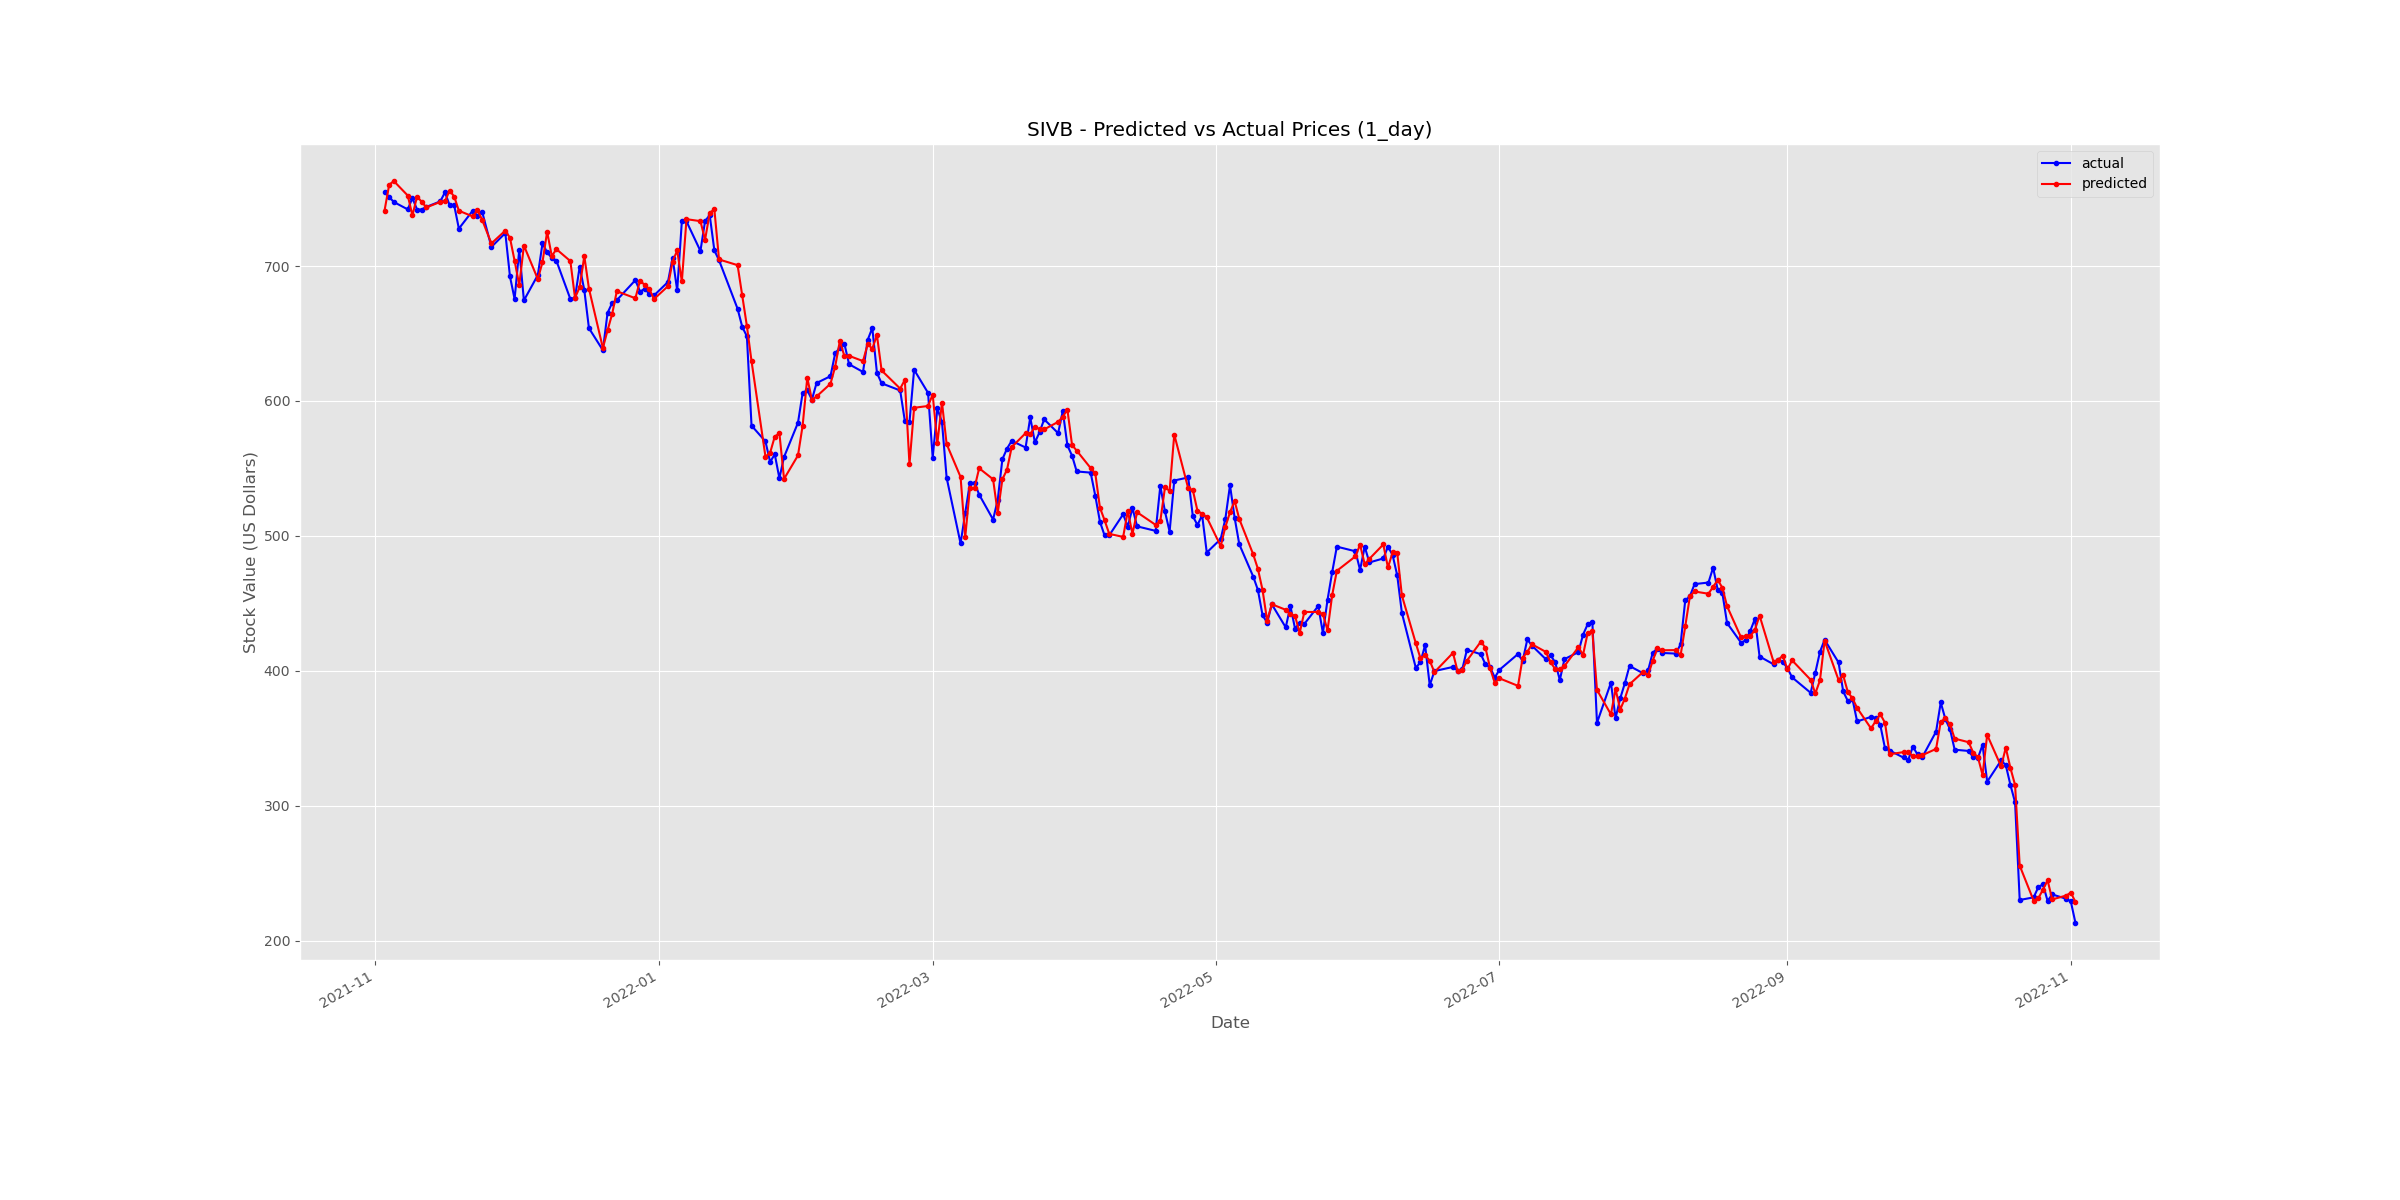 SIVB - Predicted vs Actual Prices (1_day)
actual
predicted
700
600
500
400
300
200
Stock Value (US Dollars)
2021-11
2022-01
2022-03
2022-05
2022-07
2022-09
2022-11
Date